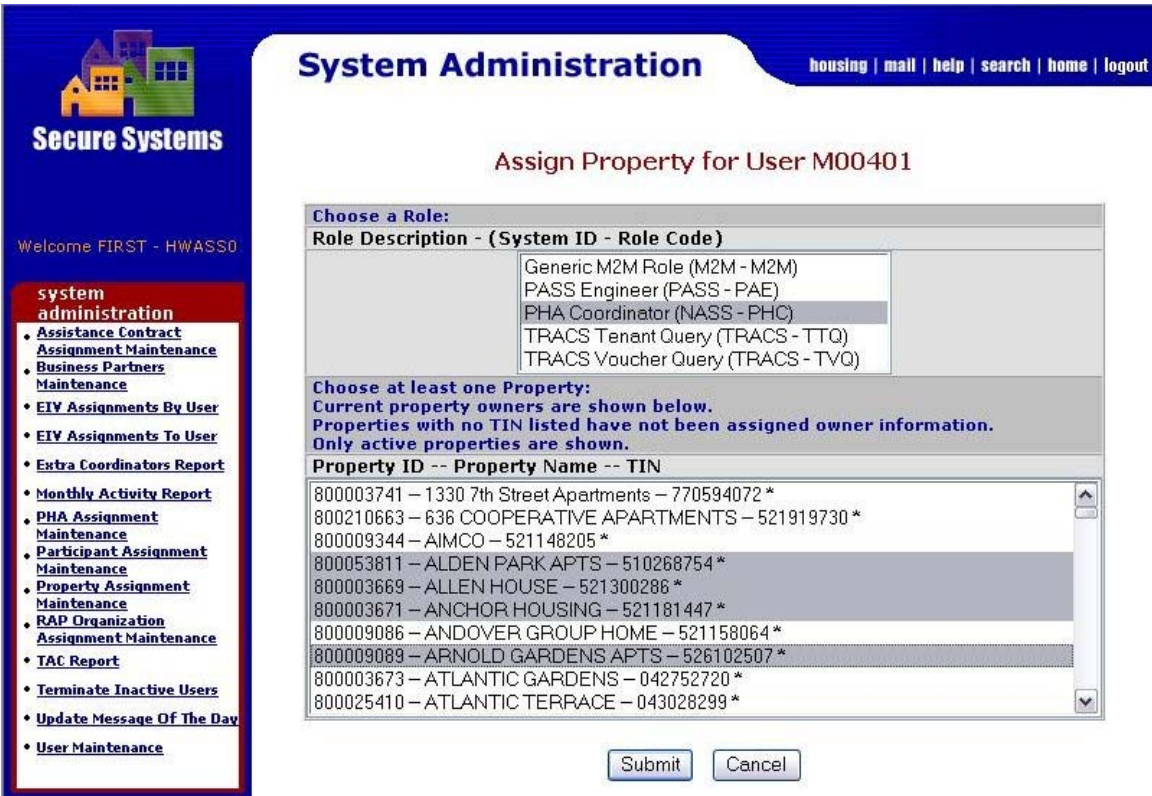 System Administration
housing | mail | help | search | home | logout
Secure Systems
Welcome FIRST - HWASS0
system
administration
• Assistance Contract
Assignment Maintenance
• Business Partners
Maintenance
• EIV Assignments By User
• EIV Assignments To User
• Extra Coordinators Report
• Monthly Activity Report
• PHA Assignment
Maintenance
• Participant Assignment
Maintenance
• Property Assignment
Maintenance
• RAP Organization
Assignment Maintenance
• TAC Report
• Terminate Inactive Users
• Update Message Of The Day
• User Maintenance
Assign Property for User M00401
Choose a Role:
Role Description - (System ID - Role Code)
Generic M2M Role (M2M - M2M)
PASS Engineer (PASS - PAE)
PHA Coordinator (NASS - PHC)
TRACS Tenant Query (TRACS - TTQ)
TRACS Voucher Query (TRACS - TVQ)
Choose at least one Property:
Current property owners are shown below.
Properties with no TIN listed have not been assigned owner information.
Only active properties are shown.
Property ID -- Property Name -- TIN
800003741 – 1330 7th Street Apartments – 770594072 *
800210663 – 636 COOPERATIVE APARTMENTS – 521919730 *
800009344 – AIMCO – 521148205 *
800053811 – ALDEN PARK APTS – 510268754 *
800003669 – ALLEN HOUSE – 521300286 *
800003671 – ANCHOR HOUSING – 521181447 *
800009086 – ANDOVER GROUP HOME – 521158064 *
800009089 – ARNOLD GARDENS APTS – 526102507 *
800003673 – ATLANTIC GARDENS – 042752720 *
800025410 – ATLANTIC TERRACE – 043028299 *
Submit
Cancel